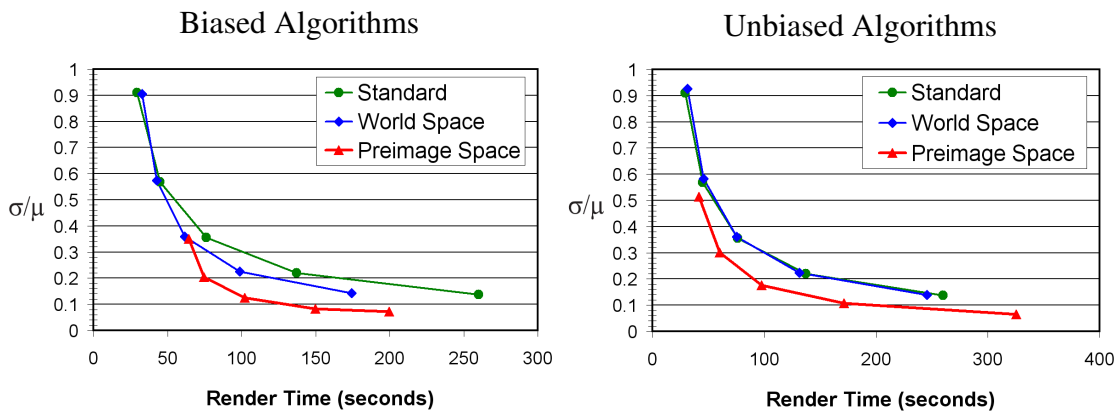 Biased Algorithms
1
0.9
0.8
0.7
0.6
0.5
0.4
0.3
0.2
0.1
0
σ/μ
Standard
World Space
Preimage Space
0 50 100 150 200 250 300
Render Time (seconds)
Unbiased Algorithms
1
0.9
0.8
0.7
0.6
0.5
0.4
0.3
0.2
0.1
0
σ/μ
Standard
World Space
Preimage Space
0 100 200 300 400
Render Time (seconds)